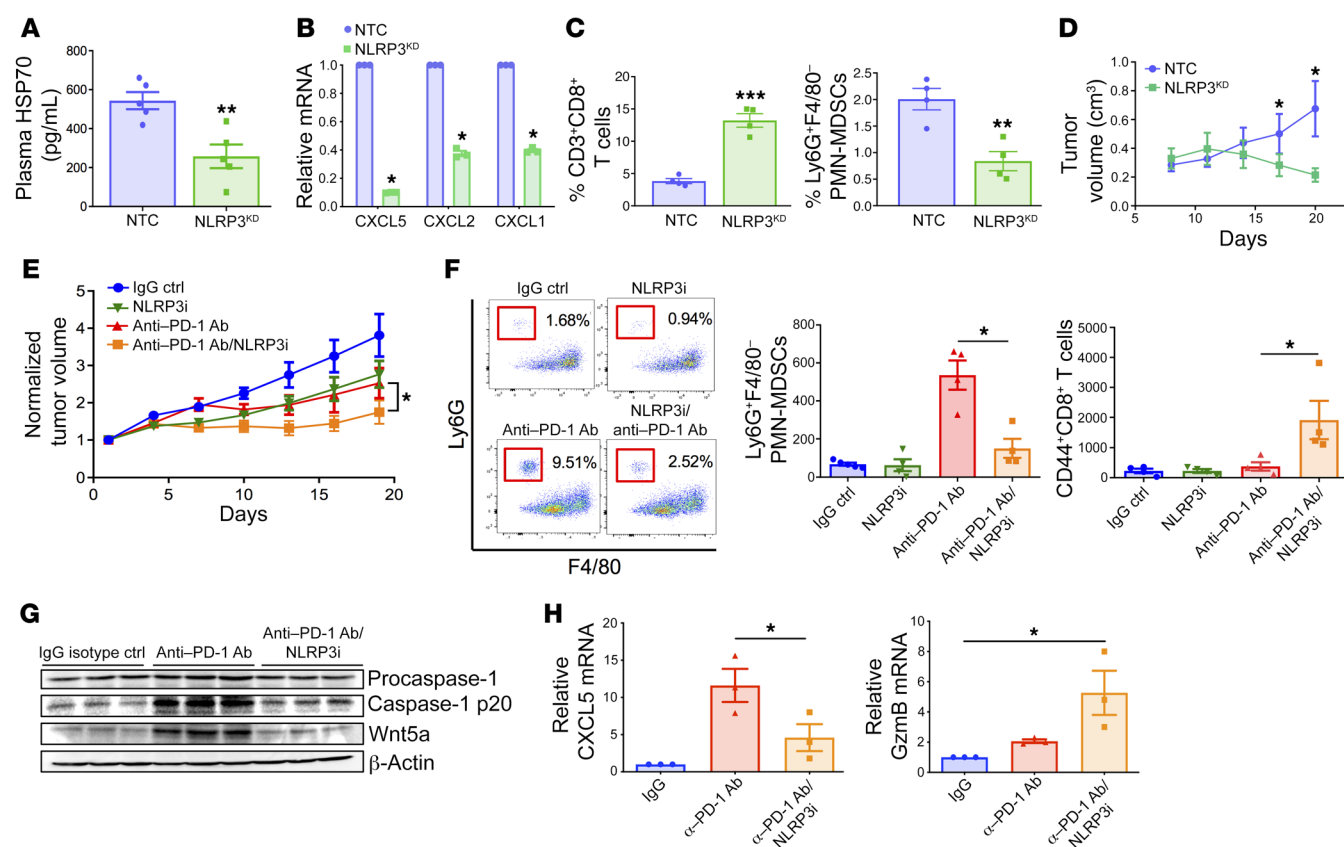 A
Plasma HSP70
(pg/mL)
800
600
400
200
0
**
NTC
NLRP3KD
B
NTC
NLRP3KD
Relative mRNA
1.0
0.8
0.6
0.4
0.2
0.0
*
*
*
CXCL5
CXCL2
CXCL1
C
% CD3+CD8+
T cells
20
15
10
5
0
***
NTC
NLRP3KD
% Ly6G+F4/80−
PMN-MDSCs
2.5
2.0
1.5
1.0
0.5
0.0
**
NTC
NLRP3KD
D
NTC
NLRP3KD
Tumor
volume (cm3)
1.0
0.8
0.6
0.4
0.2
0.0
*
*
5
10
15
20
Days
E
IgG ctrl
NLRP3i
Anti–PD-1 Ab
Anti–PD-1 Ab/NLRP3i
Normalized
tumor volume
5
4
3
2
1
0
*
0
5
10
15
20
Days
F
IgG ctrl
NLRP3i
1.68%
0.94%
Anti–PD-1 Ab
NLRP3i/
anti–PD-1 Ab
9.51%
2.52%
Ly6G
F4/80
Ly6G+F4/80−
PMN-MDSCs
800
600
400
200
0
*
IgG ctrl
NLRP3i
Anti–PD-1 Ab
Anti–PD-1 Ab/
NLRP3i
CD44+CD8+ T cells
5000
4000
3000
2000
1000
0
*
IgG ctrl
NLRP3i
Anti–PD-1 Ab
Anti–PD-1 Ab/
NLRP3i
G
IgG isotype ctrl
Anti–PD-1 Ab
Anti–PD-1 Ab/
NLRP3i
Procaspase-1
Caspase-1 p20
Wnt5a
β-Actin
H
Relative
CXCL5 mRNA
20
15
10
5
0
*
IgG
α–PD-1 Ab
α–PD-1 Ab/
NLRP3i
Relative
GzmB mRNA
10
8
6
4
2
0
*
IgG
α–PD-1 Ab
α–PD-1 Ab/
NLRP3i